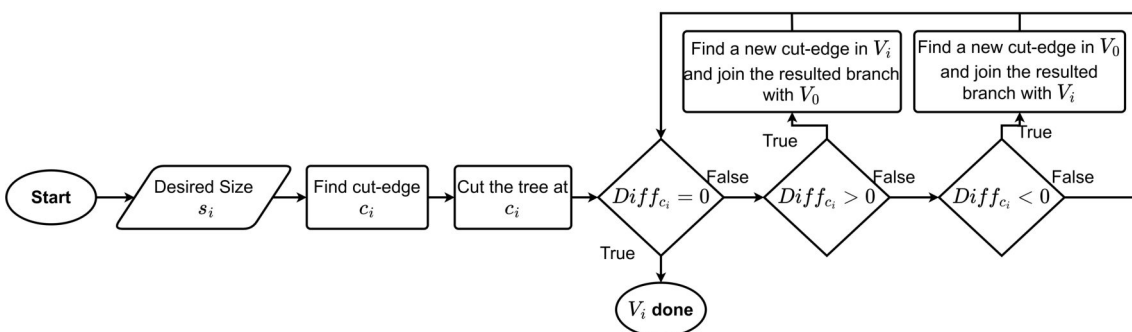 Find a new cut-edge in V_i
and join the resulted branch
with V_0
Find a new cut-edge in V_0
and join the resulted
branch with V_i
True
True
Start
Desired Size
s_i
Find cut-edge
c_i
Cut the tree at
c_i
Diff_{c_i} = 0
False
Diff_{c_i} > 0
False
Diff_{c_i} < 0
False
True
V_i done